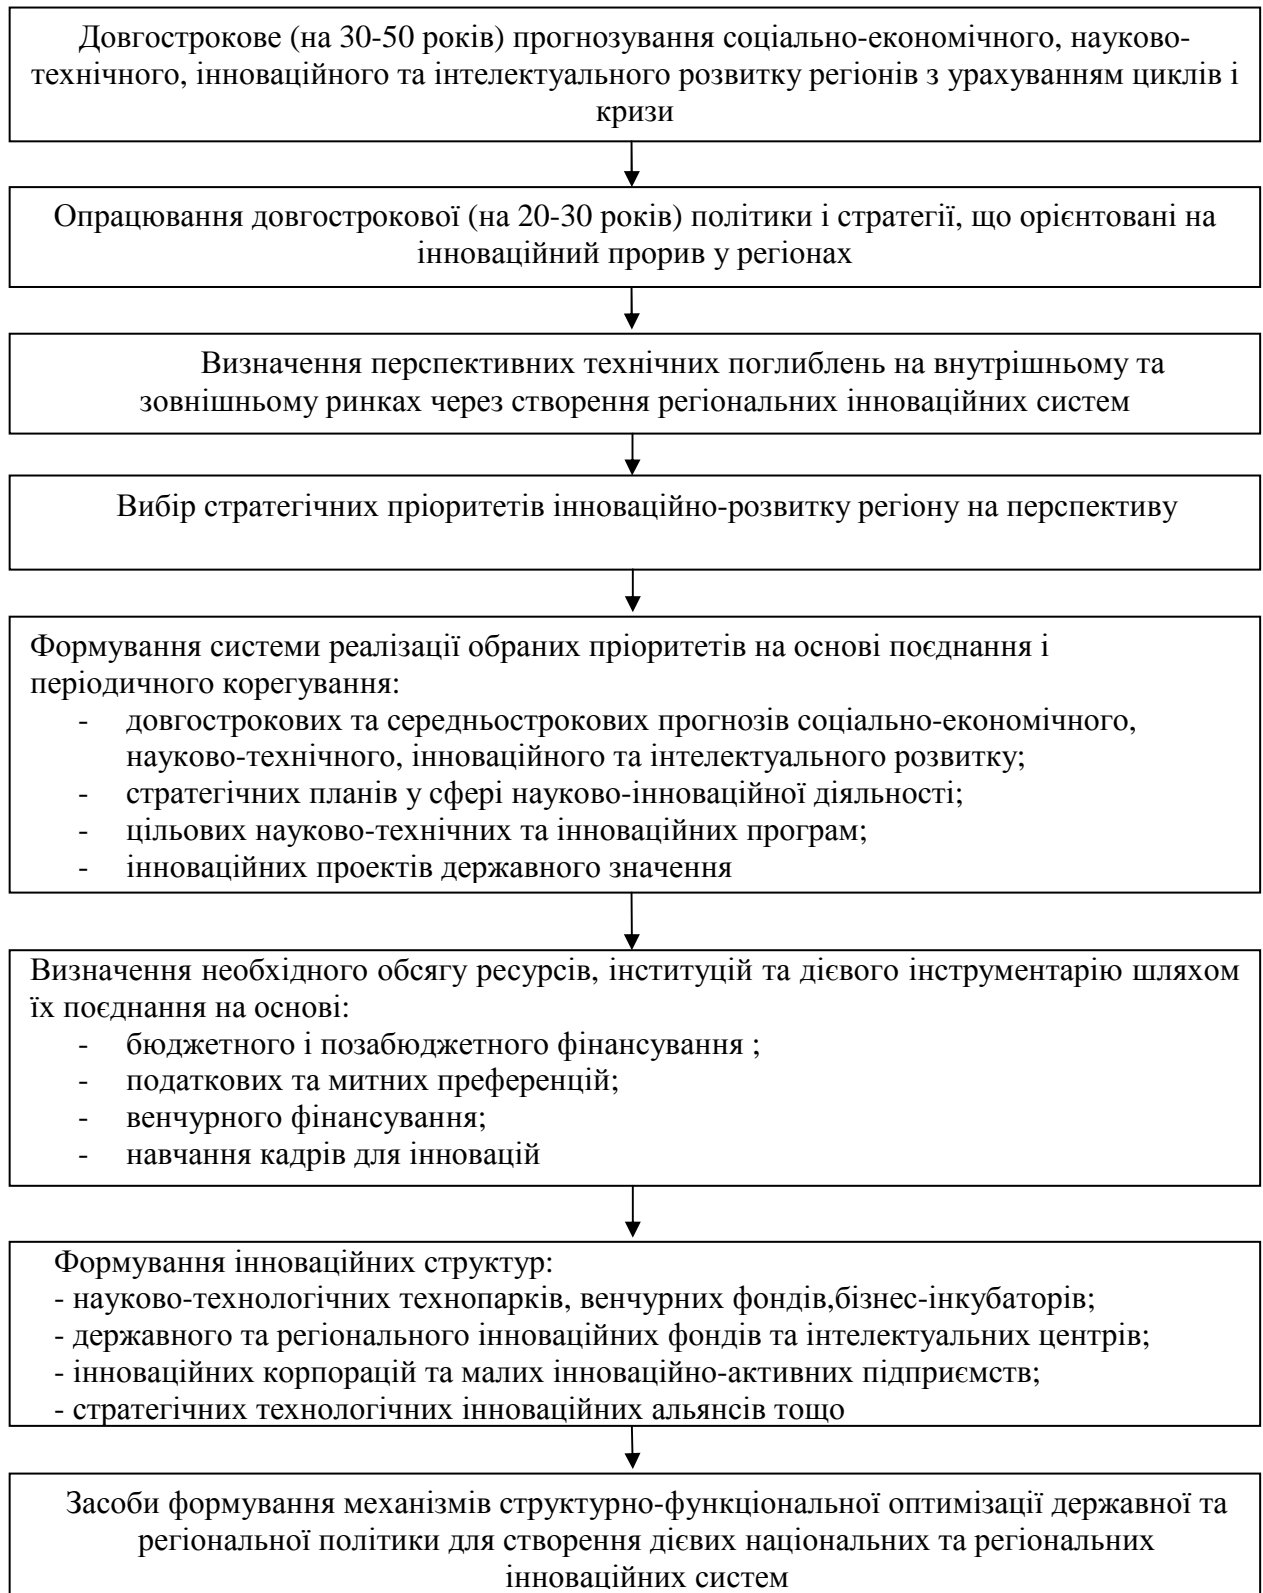 Довгострокове (на 30-50 років) прогнозування соціально-економічного, науково-
технічного, інноваційного та інтелектуального розвитку регіонів з урахуванням циклів і
кризи
Опрацювання довгострокової (на 20-30 років) політики і стратегії, що орієнтовані на
інноваційний прорив у регіонах
Визначення перспективних технічних поглиблень на внутрішньому та
зовнішньому ринках через створення регіональних інноваційних систем
Вибір стратегічних пріоритетів інноваційно-розвитку регіону на перспективу
Формування системи реалізації обраних пріоритетів на основі поєднання і
періодичного корегування:
- довгострокових та середньострокових прогнозів соціально-економічного,
науково-технічного, інноваційного та інтелектуального розвитку;
- стратегічних планів у сфері науково-інноваційної діяльності;
- цільових науково-технічних та інноваційних програм;
- інноваційних проектів державного значення
Визначення необхідного обсягу ресурсів, інституцій та дієвого інструментарію шляхом
їх поєднання на основі:
- бюджетного і позабюджетного фінансування ;
- податкових та митних преференцій;
- венчурного фінансування;
- навчання кадрів для інновацій
Формування інноваційних структур:
- науково-технологічних технопарків, венчурних фондів,бізнес-інкубаторів;
- державного та регіонального інноваційних фондів та інтелектуальних центрів;
- інноваційних корпорацій та малих інноваційно-активних підприємств;
- стратегічних технологічних інноваційних альянсів тощо
Засоби формування механізмів структурно-функціональної оптимізації державної та
регіональної політики для створення дієвих національних та регіональних
інноваційних систем